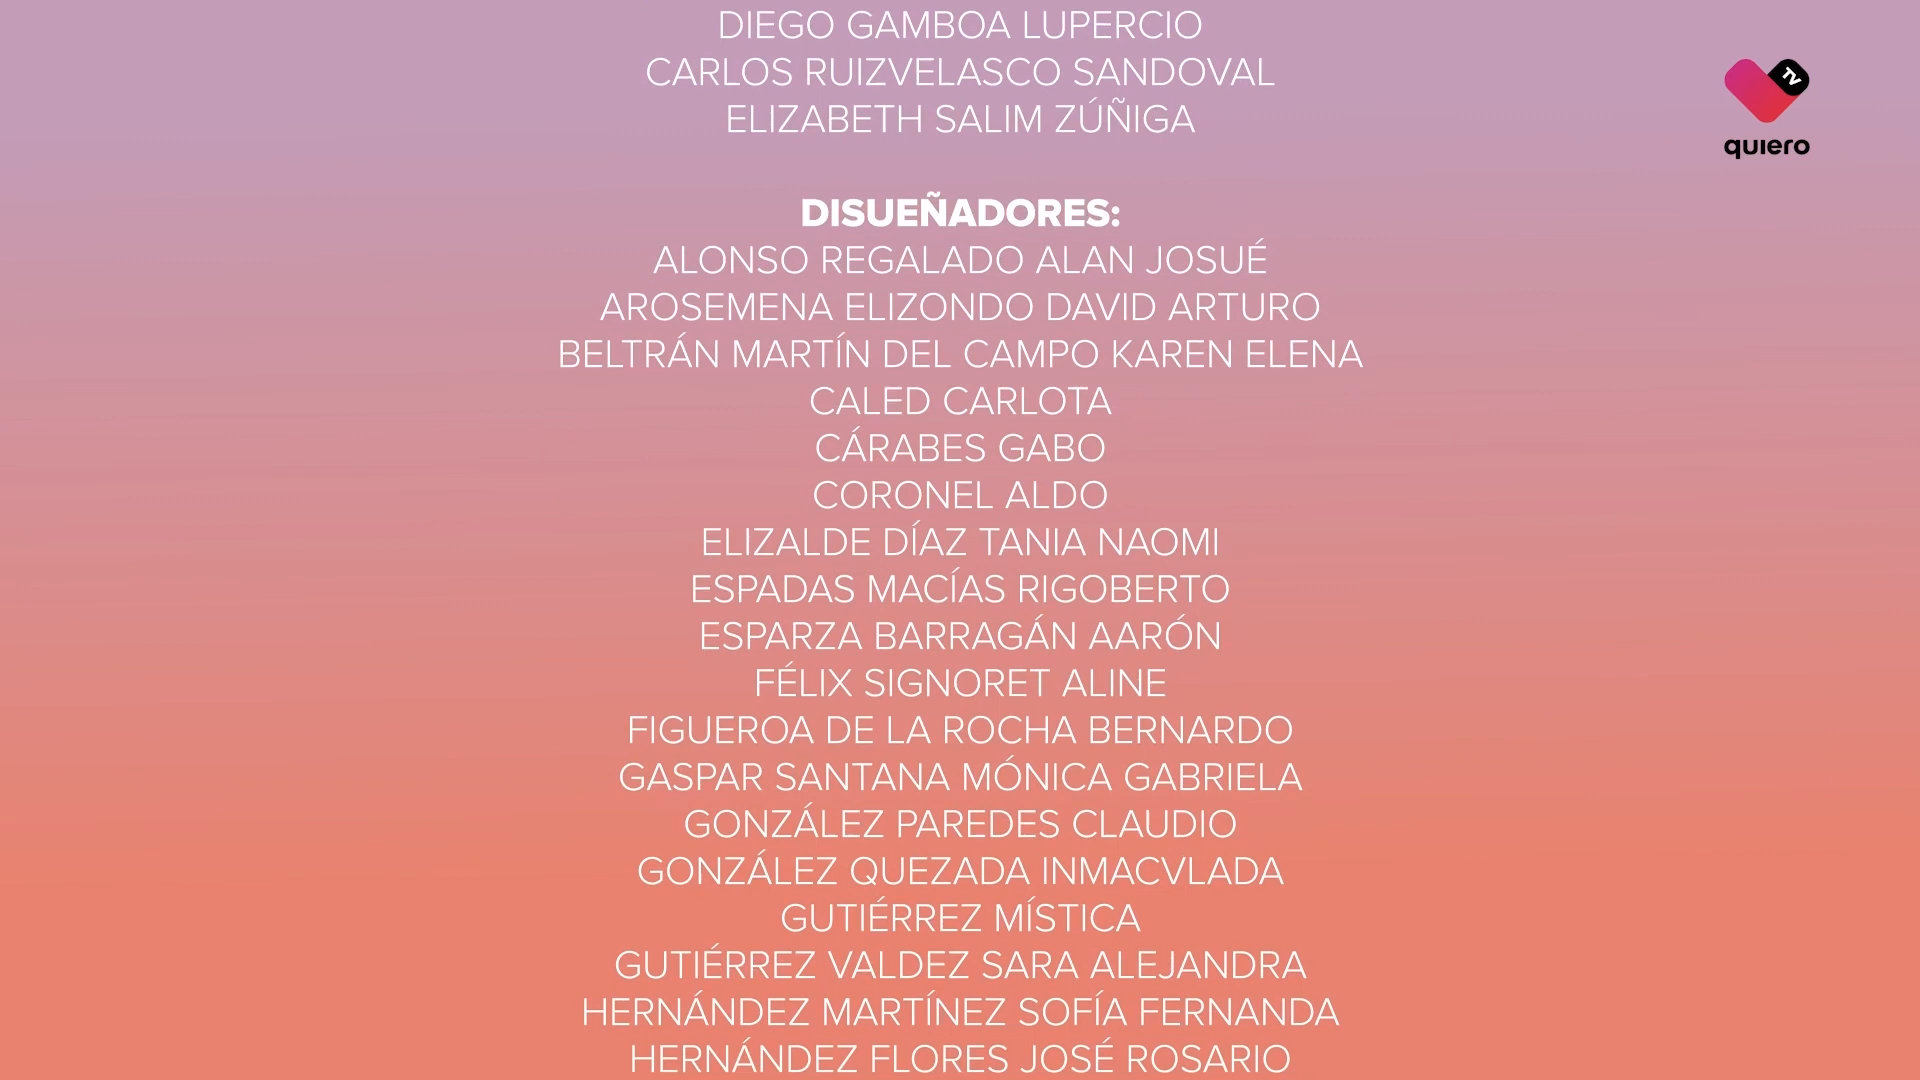 DIEGO GAMBOA LUPERCIO
CARLOS RUIZVELASCO SANDOVAL
ELIZABETH SALIM ZÚÑIGA
TV
quiero
DISUEÑADORES:
ALONSO REGALADO ALAN JOSUÉ
AROSEMENA ELIZONDO DAVID ARTURO
BELTRÁN MARTÍN DEL CAMPO KAREN ELENA
CALED CARLOTA
CÁRABES GABO
CORONEL ALDO
ELIZALDE DÍAZ TANIA NAOMI
ESPADAS MACÍAS RIGOBERTO
ESPARZA BARRAGÁN AARÓN
FÉLIX SIGNORET ALINE
FIGUEROA DE LA ROCHA BERNARDO
GASPAR SANTANA MÓNICA GABRIELA
GONZÁLEZ PAREDES CLAUDIO
GONZÁLEZ QUEZADA INMACVLADA
GUTIÉRREZ MÍSTICA
GUTIÉRREZ VALDEZ SARA ALEJANDRA
HERNÁNDEZ MARTÍNEZ SOFÍA FERNANDA
HERNÁNDEZ FLORES JOSÉ ROSARIO